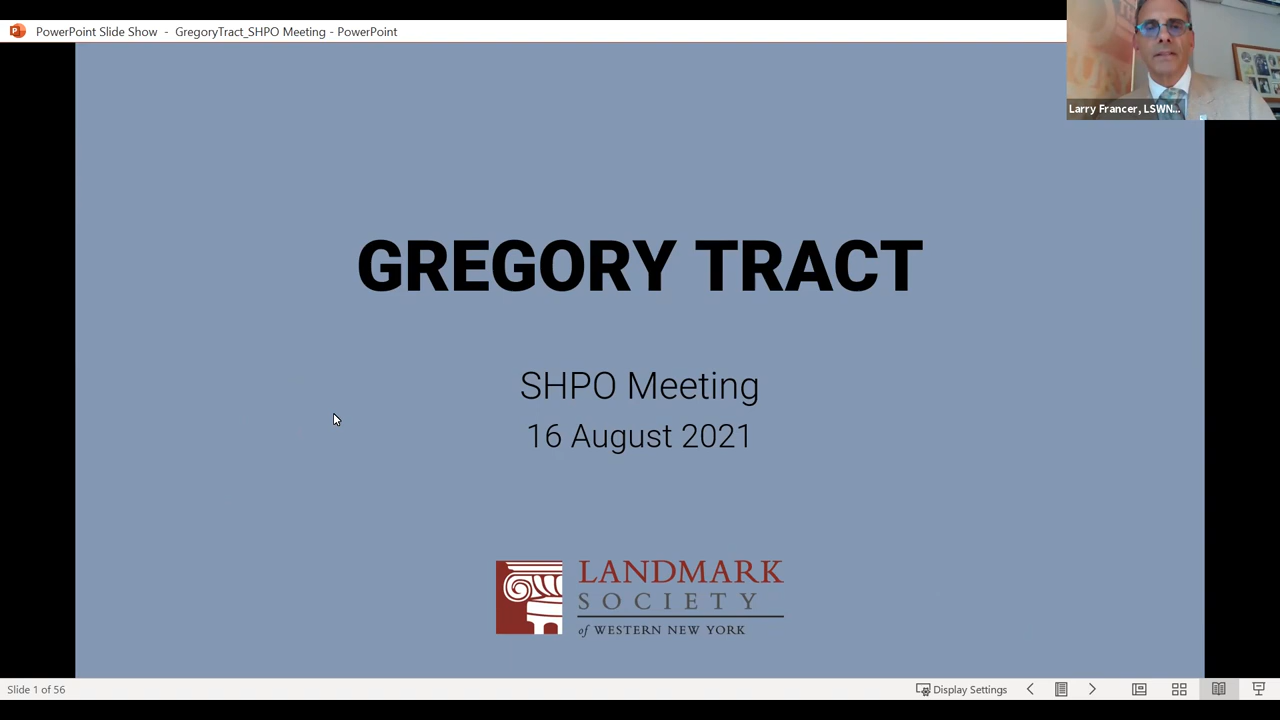 PowerPoint Slide Show - GregoryTract_SHPO Meeting - PowerPoint
Larry Francer, LSWN...
GREGORY TRACT
SHPO Meeting
16 August 2021
LANDMARK
SOCIETY
of WESTERN NEW YORK
Slide 1 of 56
Display Settings